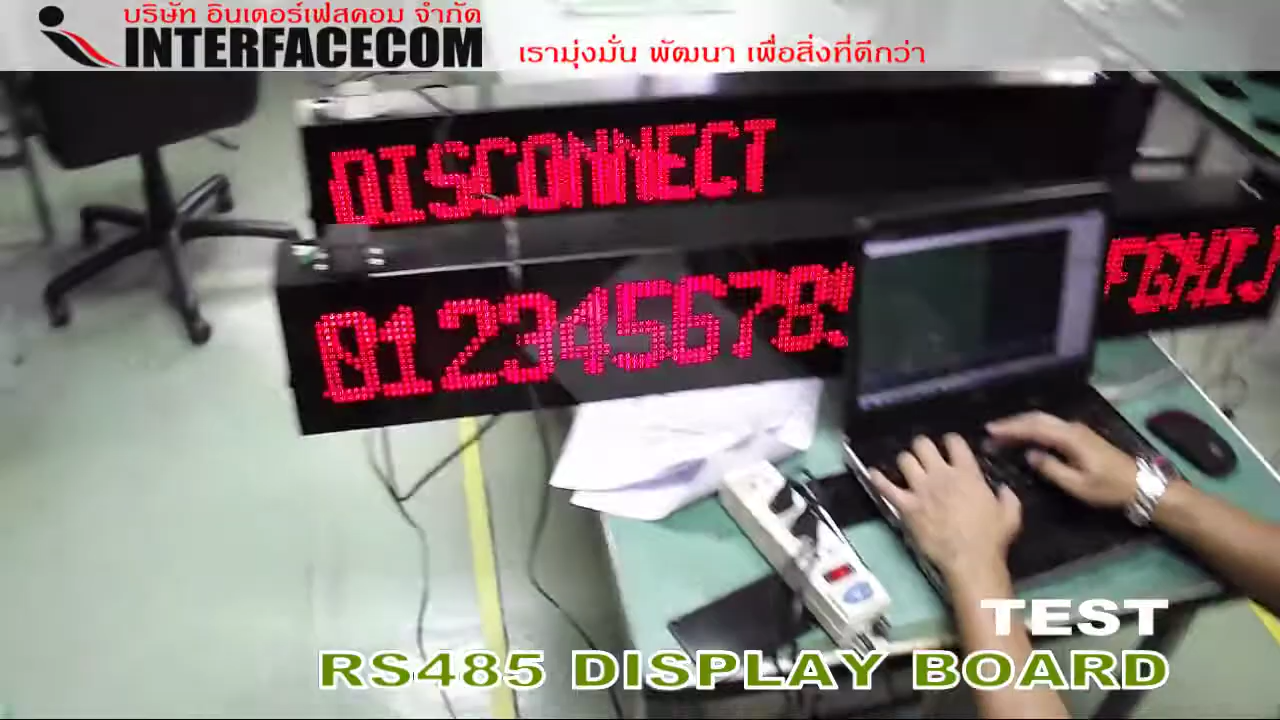 บริษัท อินเตอร์เฟสคอม จำกัด
INTERFACECOM
เรามุ่งมั่น พัฒนา เพื่อสิ่งที่ดีกว่า
DISCONNECT
0123456789
FGHIJ
TEST
RS485 DISPLAY BOARD